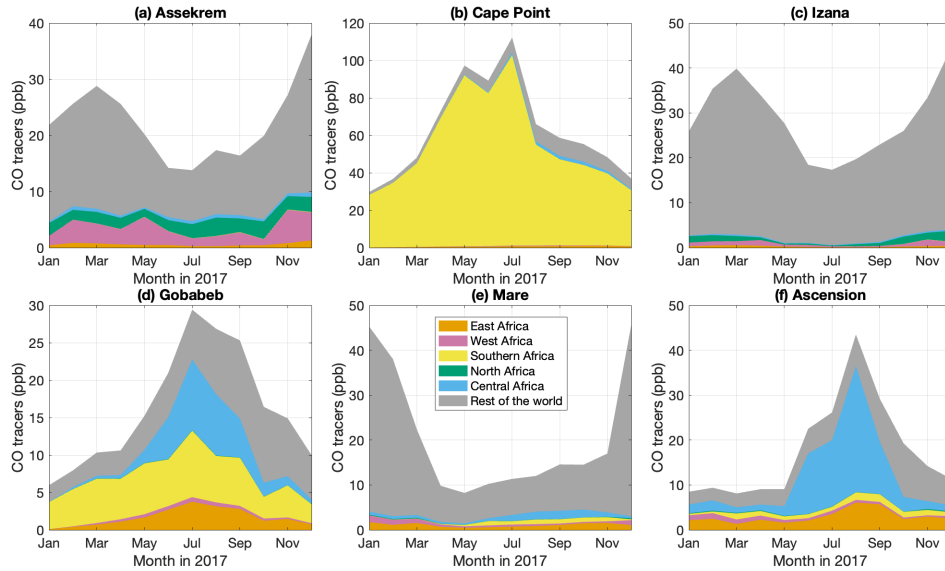 (a) Assekrem
CO tracers (ppb)
40
30
20
10
0
Jan Mar May Jul Sep Nov
Month in 2017
(b) Cape Point
CO tracers (ppb)
120
100
80
60
40
20
0
Jan Mar May Jul Sep Nov
Month in 2017
(c) Izana
CO tracers (ppb)
50
40
30
20
10
0
Jan Mar May Jul Sep Nov
Month in 2017
(d) Gobabeb
CO tracers (ppb)
30
25
20
15
10
5
0
Jan Mar May Jul Sep Nov
Month in 2017
(e) Mare
CO tracers (ppb)
50
40
30
20
10
0
East Africa
West Africa
Southern Africa
North Africa
Central Africa
Rest of the world
Jan Mar May Jul Sep Nov
Month in 2017
(f) Ascension
CO tracers (ppb)
50
40
30
20
10
0
Jan Mar May Jul Sep Nov
Month in 2017